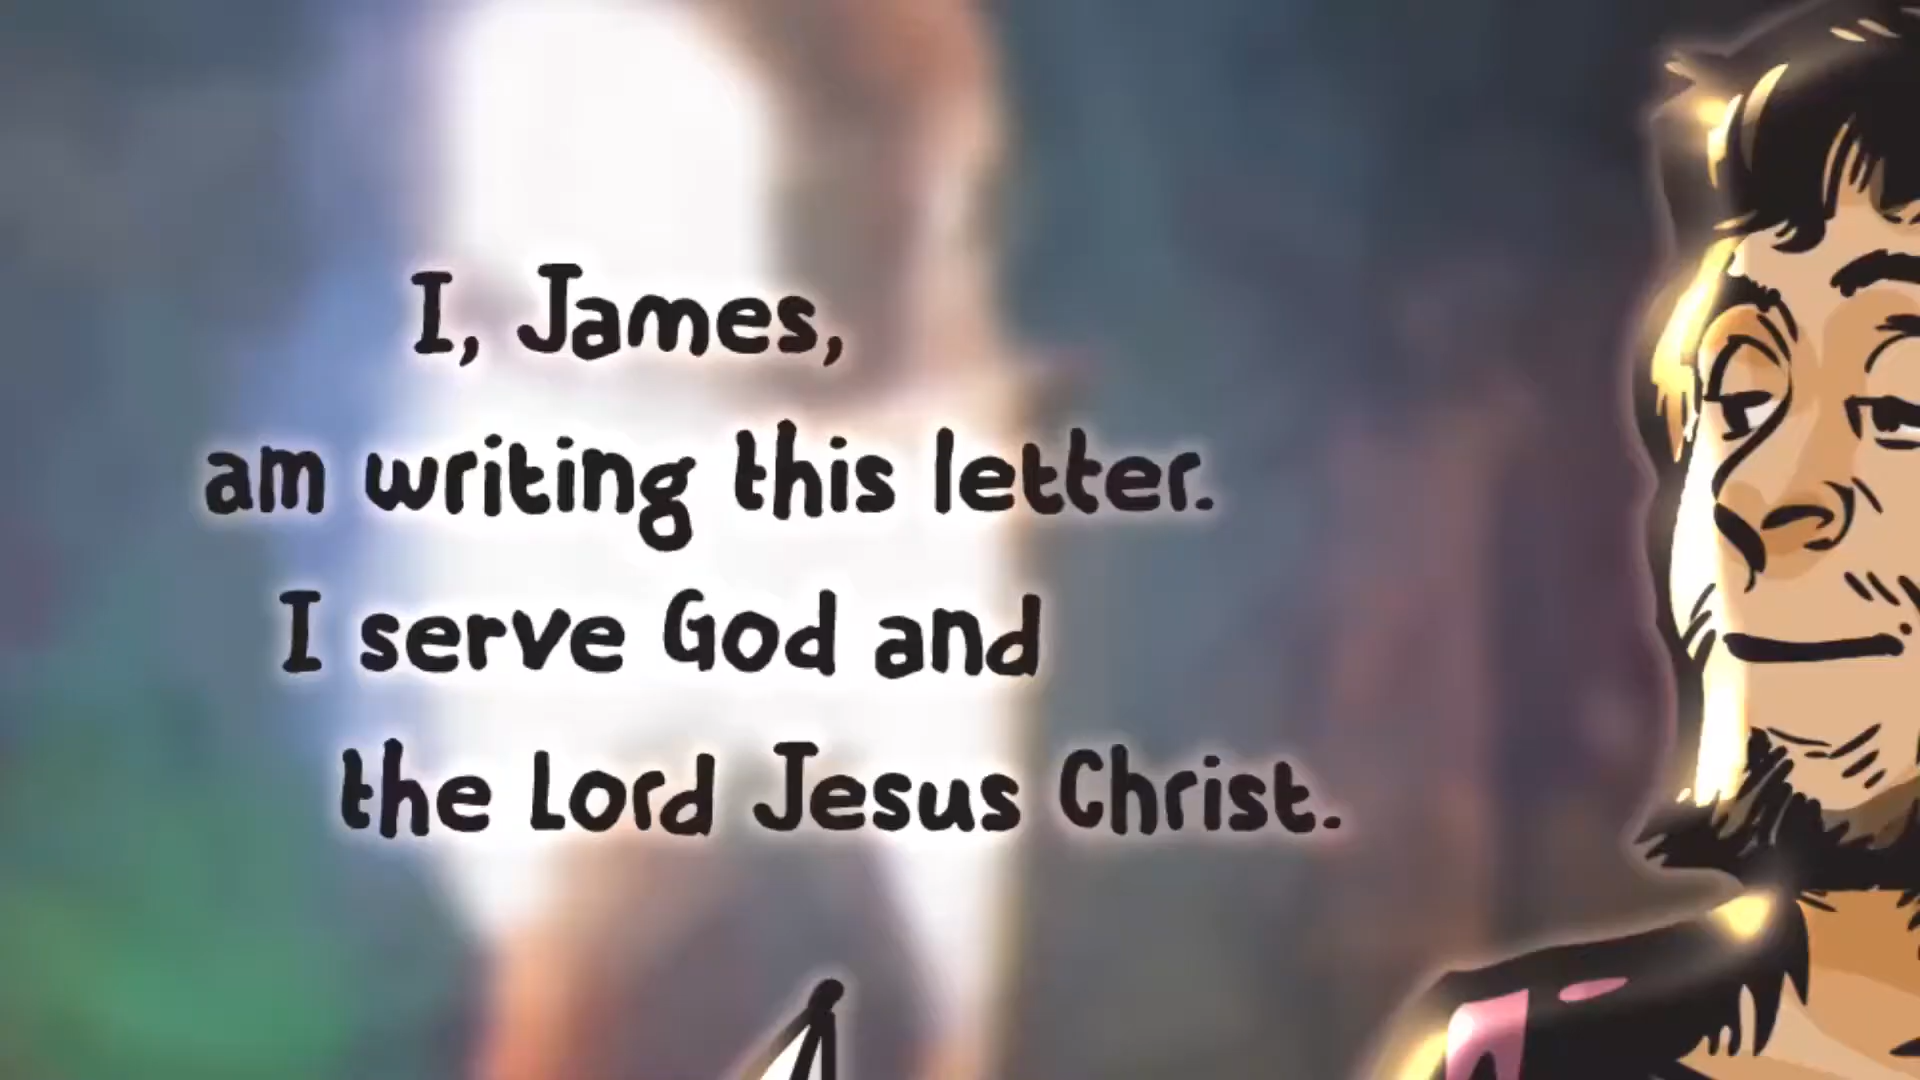 I, James,
am writing this letter.
I serve God and
the Lord Jesus Christ.